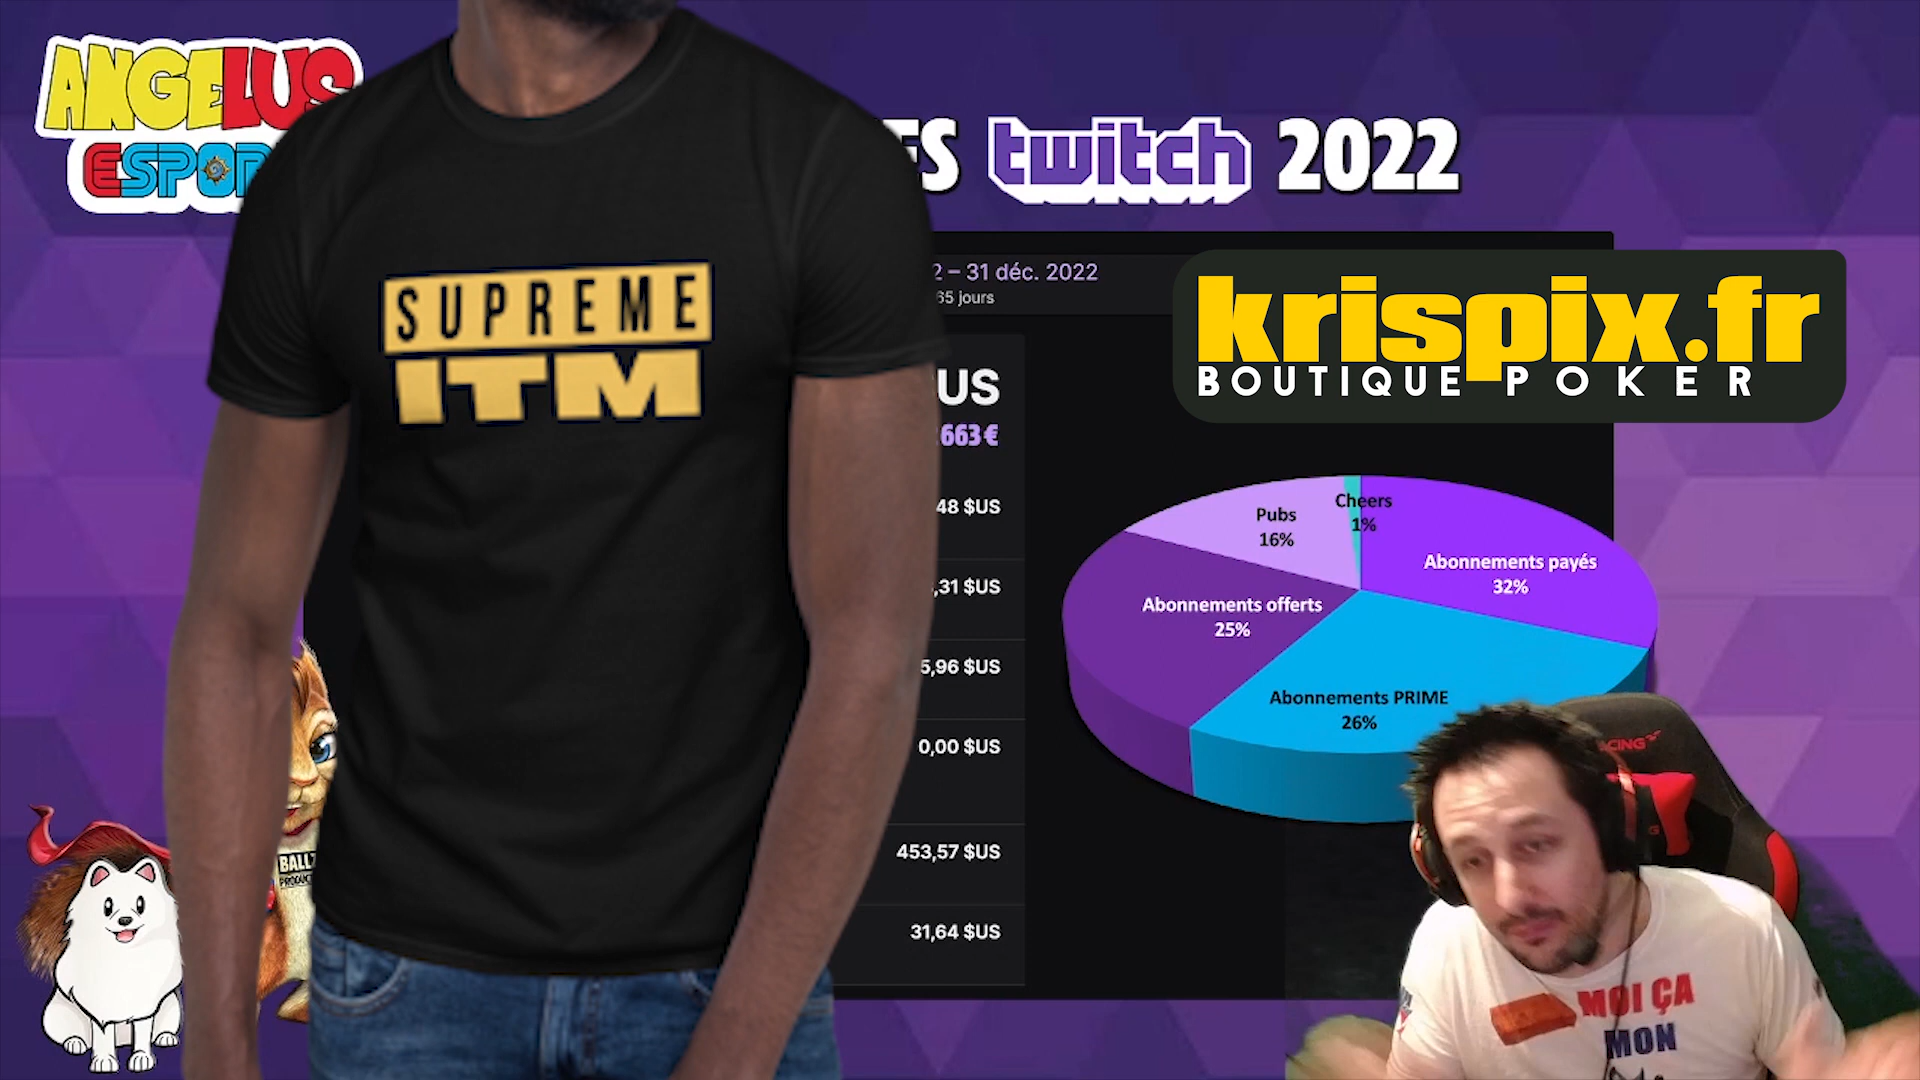 ANGELUS
ESPOR
ES twitch 2022
2 – 31 déc. 2022
65 jours
krispix.fr
BOUTIQUE POKER
SUPREME
ITM
US
663 €
48 $US
,31 $US
5,96 $US
0,00 $US
453,57 $US
31,64 $US
Cheers
1%
Pubs
16%
Abonnements payés
32%
Abonnements offerts
25%
Abonnements PRIME
26%
MOI ÇA
MON